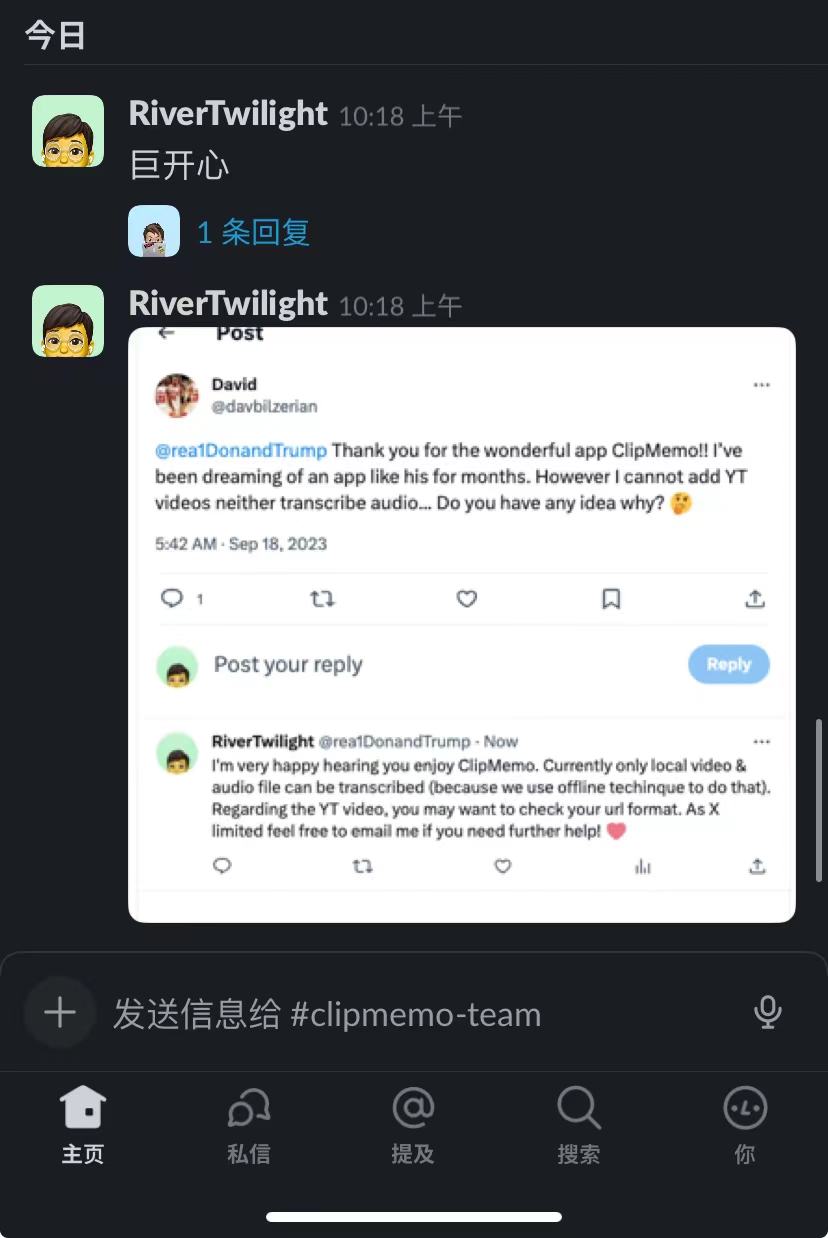 今日
RiverTwilight 10:18 上午
巨开心
1 条回复
RiverTwilight 10:18 上午
Post
David
@davbilzerian
@rea1DonandTrump Thank you for the wonderful app ClipMemo!! I've
been dreaming of an app like his for months. However I cannot add YT
videos neither transcribe audio... Do you have any idea why? 🤔
5:42 AM · Sep 18, 2023
1
Post your reply
Reply
RiverTwilight @rea1DonandTrump · Now
I'm very happy hearing you enjoy ClipMemo. Currently only local video &
audio file can be transcribed (because we use offline techinque to do that).
Regarding the YT video, you may want to check your url format. As X
limited feel free to email me if you need further help! ❤️
发送信息给 #clipmemo-team
主页 私信 提及 搜索 你